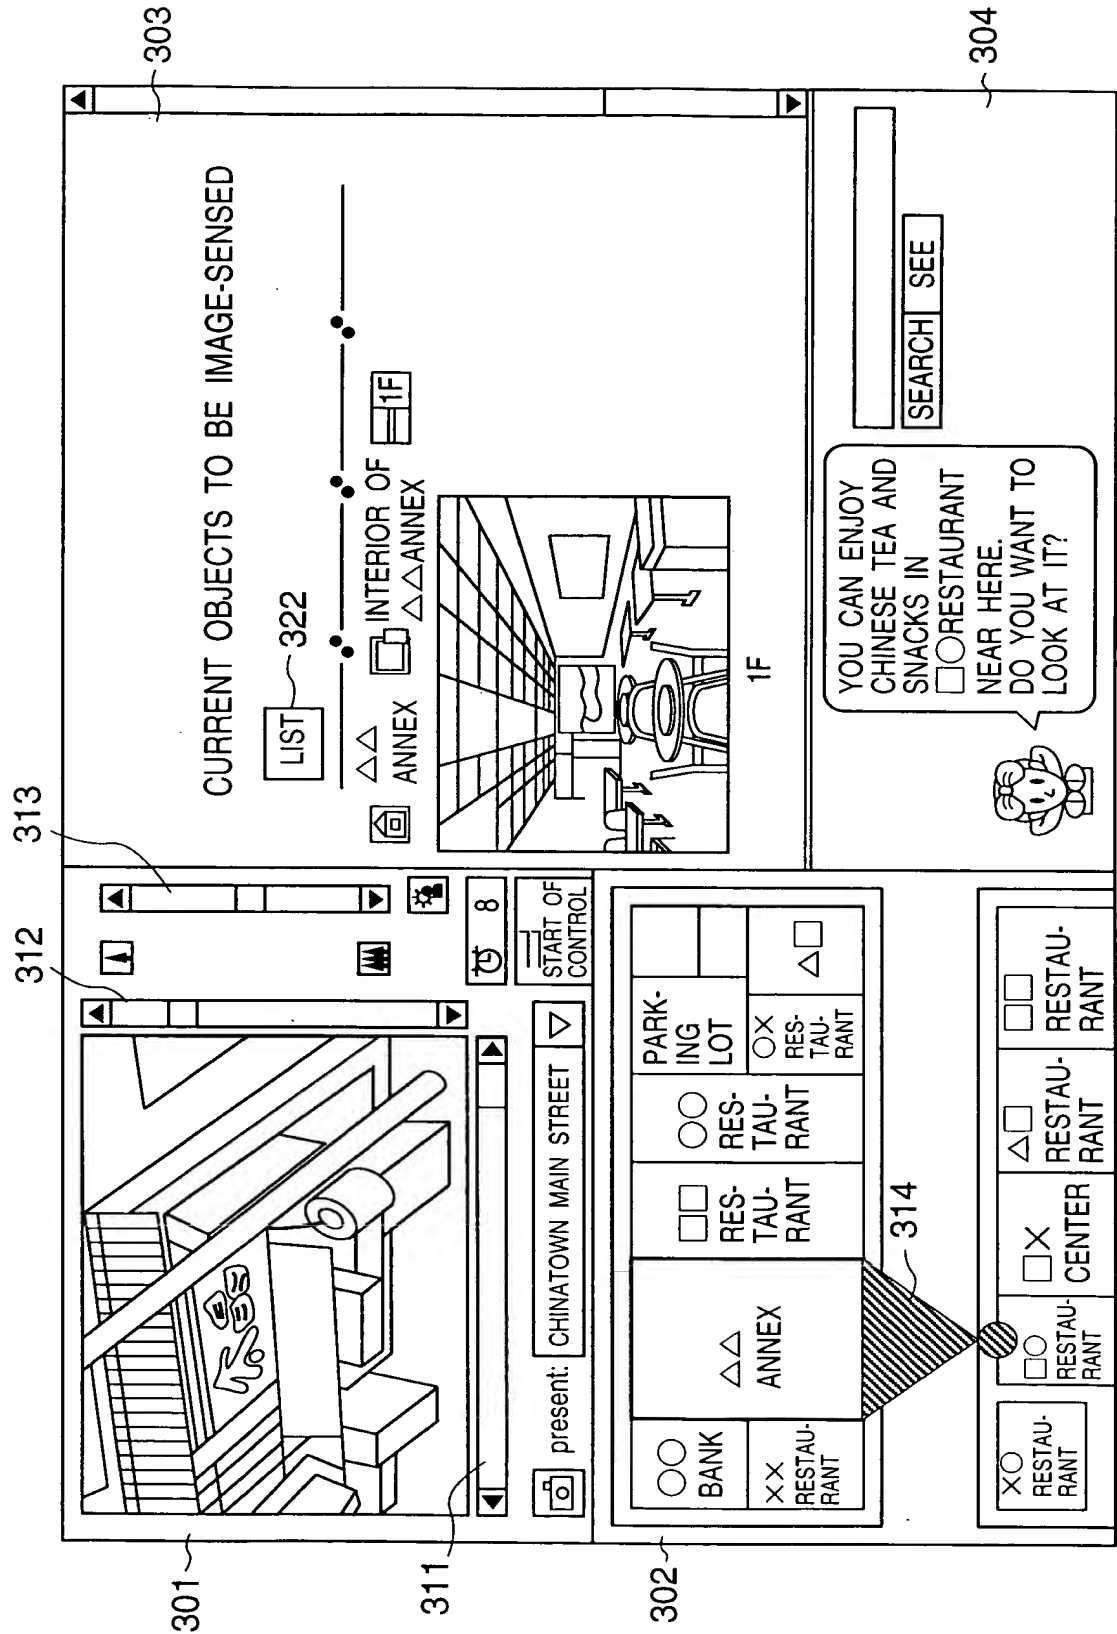 312
313
301
311
present:
CHINATOWN MAIN STREET
8
START OF
CONTROL
303
CURRENT OBJECTS TO BE IMAGE-SENSED
LIST
322
△△
ANNEX
INTERIOR OF
△△ANNEX
1F
1F
302
○○
BANK
××
RESTAU-
RANT
△△
ANNEX
□□
RES-
TAU-
RANT
○○
RES-
TAU-
RANT
PARK-
ING
LOT
○×
RES-
TAU-
RANT
△□
314
×○
RESTAU-
RANT
□○
RESTAU-
RANT
□×
CENTER
△□
RESTAU-
RANT
□□
RESTAU-
RANT
304
YOU CAN ENJOY
CHINESE TEA AND
SNACKS IN
□○RESTAURANT
NEAR HERE.
DO YOU WANT TO
LOOK AT IT?
SEARCH
SEE